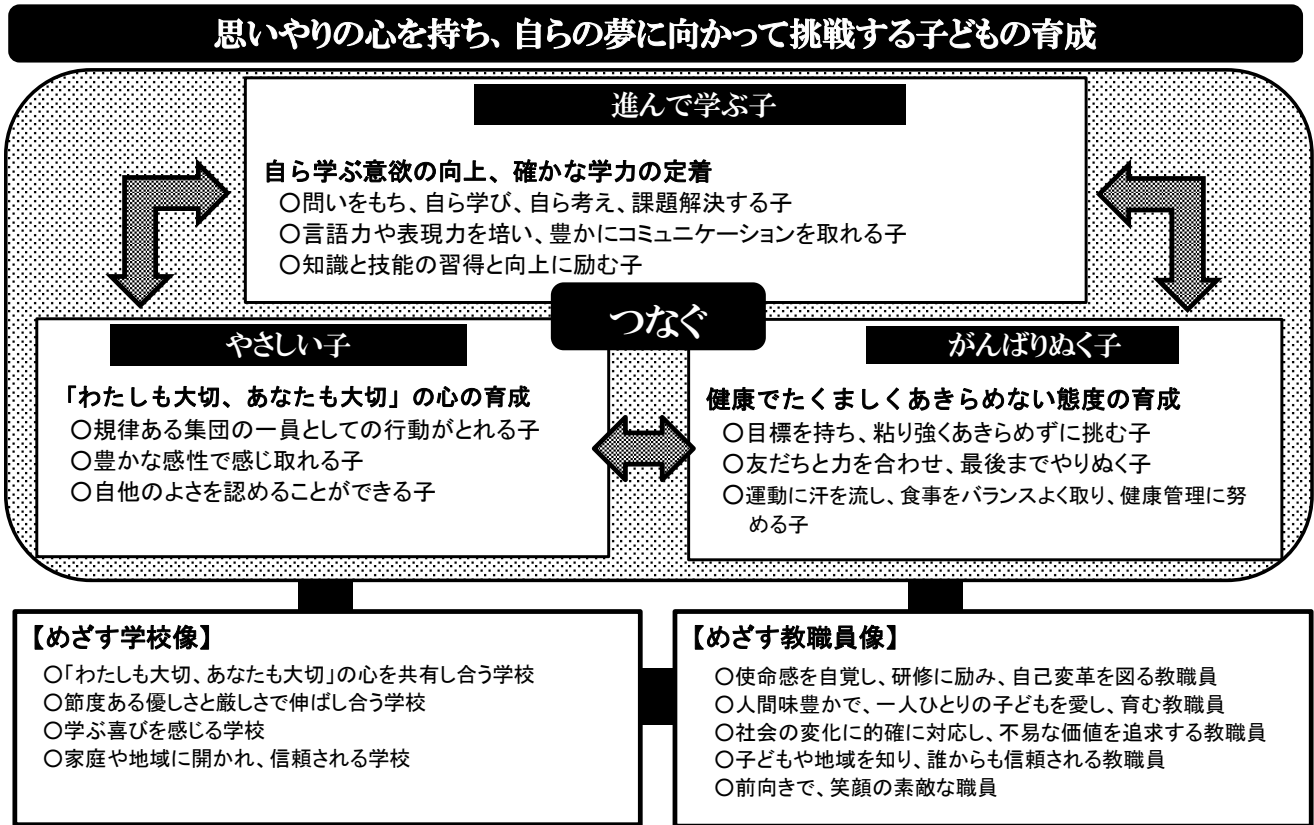 思いやりの心を持ち、自らの夢に向かって挑戦する子どもの育成
進んで学ぶ子
自ら学ぶ意欲の向上、確かな学力の定着
○問いをもち、自ら学び、自ら考え、課題解決する子
○言語力や表現力を培い、豊かにコミュニケーションを取れる子
○知識と技能の習得と向上に励む子
つなぐ
やさしい子
「わたしも大切、あなたも大切」の心の育成
○規律ある集団の一員としての行動がとれる子
○豊かな感性で感じ取れる子
○自他のよさを認めることができる子
がんばりぬく子
健康でたくましくあきらめない態度の育成
○目標を持ち、粘り強くあきらめずに挑む子
○友だちと力を合わせ、最後までやりぬく子
○運動に汗を流し、食事をバランスよく取り、健康管理に努
める子
【めざす学校像】
○「わたしも大切、あなたも大切」の心を共有し合う学校
○節度ある優しさと厳しさで伸ばし合う学校
○学ぶ喜びを感じる学校
○家庭や地域に開かれ、信頼される学校
【めざす教職員像】
○使命感を自覚し、研修に励み、自己変革を図る教職員
○人間味豊かで、一人ひとりの子どもを愛し、育む教職員
○社会の変化に的確に対応し、不易な価値を追求する教職員
○子どもや地域を知り、誰からも信頼される教職員
○前向きで、笑顔の素敵な職員